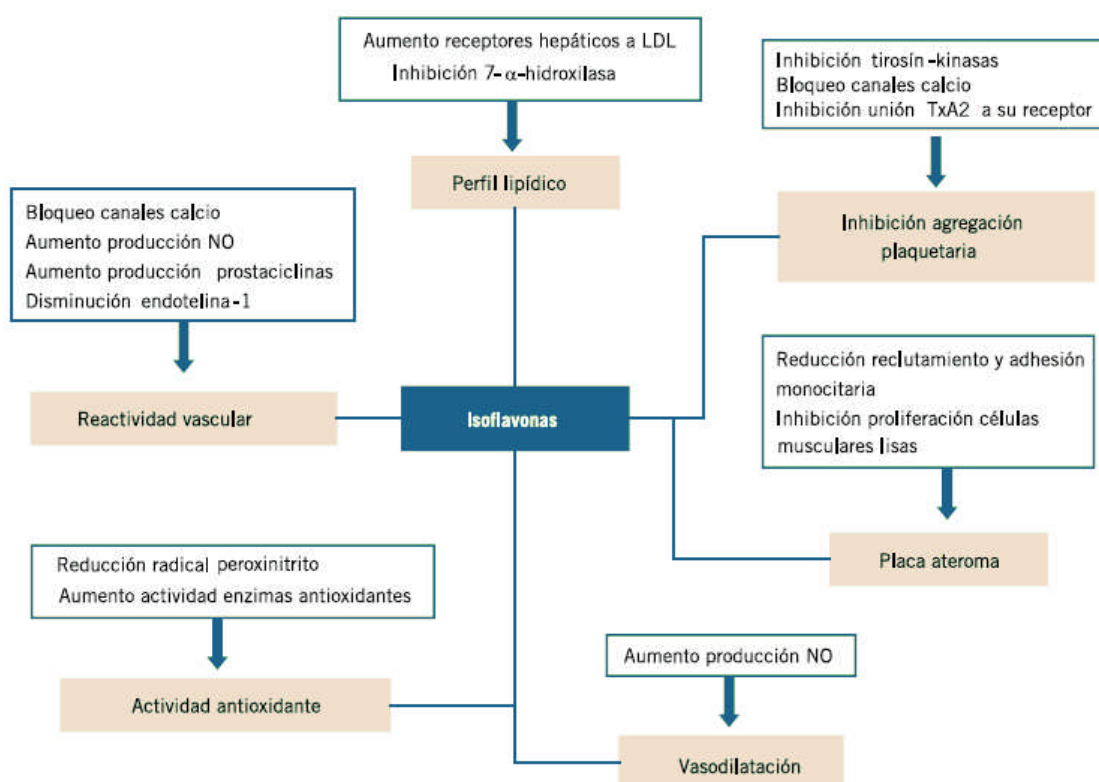 Aumento receptores hepáticos a LDL
Inhibición 7-α-hidroxilasa
Perfil lipídico
Inhibición tirosín-kinasas
Bloqueo canales calcio
Inhibición unión TxA2 a su receptor
Inhibición agregación
plaquetaria
Bloqueo canales calcio
Aumento producción NO
Aumento producción prostaciclinas
Disminución endotelina-1
Reactividad vascular
Isoflavonas
Reducción reclutamiento y adhesión
monocitaria
Inhibición proliferación células
musculares lisas
Placa ateroma
Reducción radical peroxinitrito
Aumento actividad enzimas antioxidantes
Actividad antioxidante
Aumento producción NO
Vasodilatación